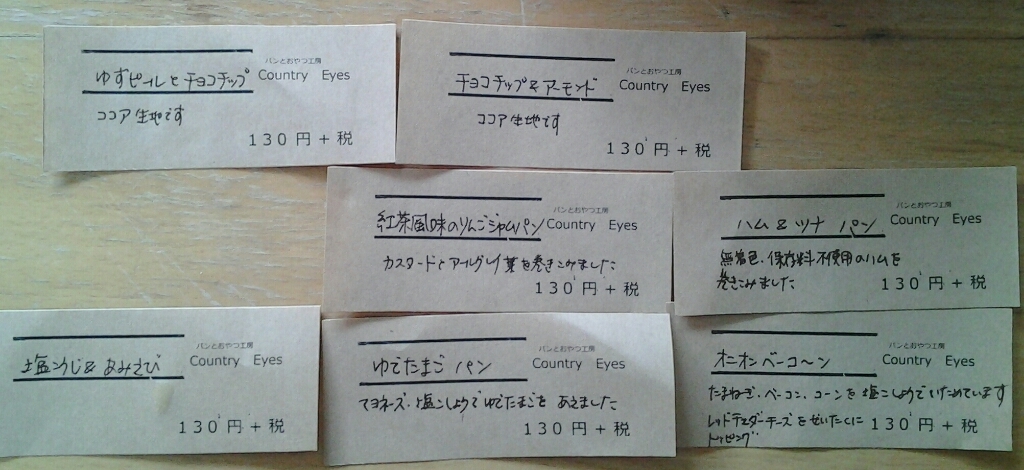 パンとおやつ工房
ゆずピールとチョコチップ Country Eyes
ココア生地です
130円+税
パンとおやつ工房
チョコチップ&アーモンド Country Eyes
ココア生地です
130円+税
パンとおやつ工房
紅茶風味のりんごジャムパン Country Eyes
カスタードとアールグレイ葉を巻きこみました
130円+税
パンとおやつ工房
ハム&ツナ パン Country Eyes
無着色、保存料不使用のハムを
巻きこみました 130円+税
パンとおやつ工房
塩こうじ& あみえび Country Eyes
130円+税
パンとおやつ工房
ゆでたまご パン Country Eyes
マヨネーズ、塩こしょうでゆでたまごを あえました
130円+税
パンとおやつ工房
オニオンベーコ〜ン Country Eyes
たまねぎ、ベーコン、コーンを塩こしょうでいためています
レッドチェダーチーズをぜいたくに 130円+税
トッピング